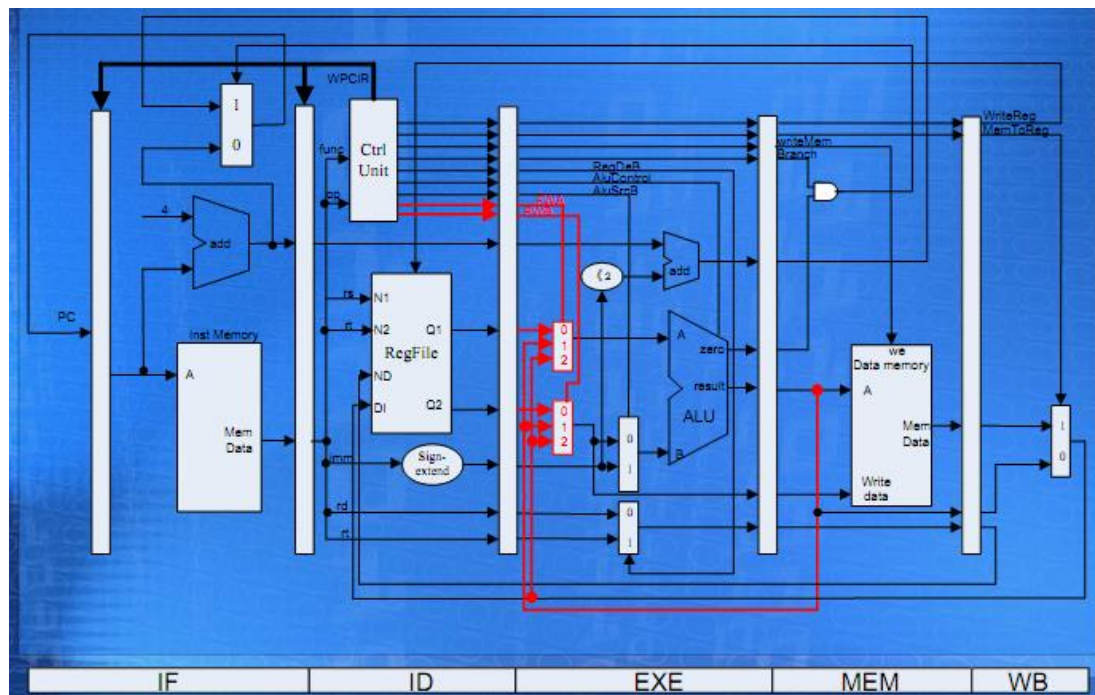 WPCIR
WriteReg
MemToReg
1
0
Ctrl
Unit
func
op
writeMem
Branch
RegDeB
AluControl
AluSrcB
4
add
add
《 2
PC
Inst Memory
A
Mem
Data
rs
N1
rt
N2
Q1
RegFile
ND
DI
Q2
imm
Sign-
extend
rd
rt
0
1
2
0
1
2
A
zero
result
ALU
B
0
1
0
1
we
Data memory
A
Mem
Data
Write
data
1
0
IF
ID
EXE
MEM
WB